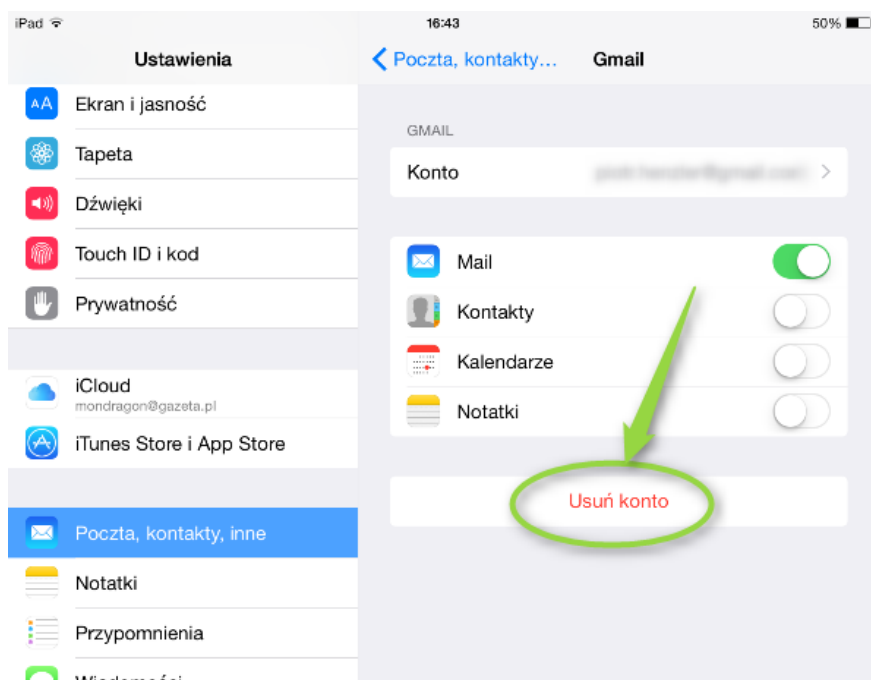 iPad
16:43
50%
Ustawienia
Poczta, kontakty...
Gmail
AA
Ekran i jasność
Tapeta
Dźwięki
Touch ID i kod
Prywatność
iCloud
mondragon@gazeta.pl
iTunes Store i App Store
Poczta, kontakty, inne
Notatki
Przypomnienia
GMAIL
Konto
Mail
Kontakty
Kalendarze
Notatki
Usuń konto